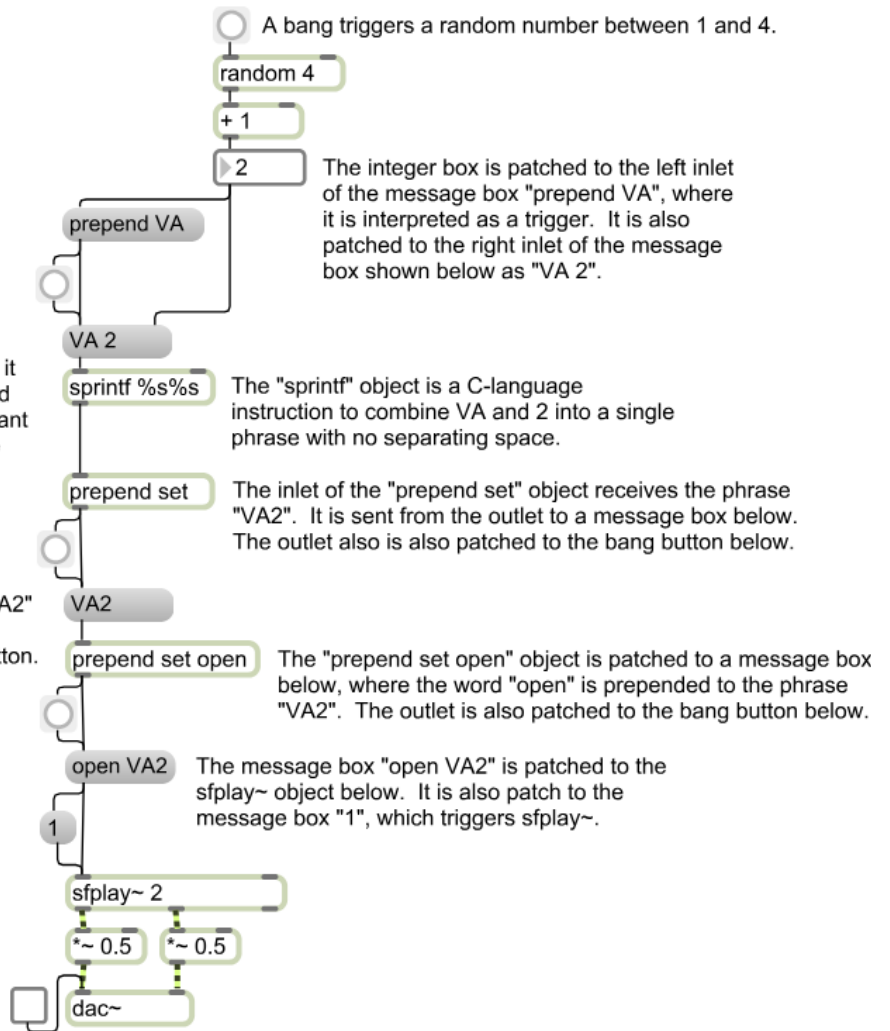 A bang triggers a random number between 1 and 4.
random 4
+ 1
2
The integer box is patched to the left inlet
of the message box "prepend VA", where
it is interpreted as a trigger. It is also
patched to the right inlet of the message
box shown below as "VA 2".
prepend VA
VA 2
it
sprintf %s%s
The "sprintf" object is a C-language
instruction to combine VA and 2 into a single
phrase with no separating space.
prepend set
The inlet of the "prepend set" object receives the phrase
"VA2". It is sent from the outlet to a message box below.
The outlet also is also patched to the bang button below.
VA2
prepend set open
The "prepend set open" object is patched to a message box
below, where the word "open" is prepended to the phrase
"VA2". The outlet is also patched to the bang button below.
open VA2
The message box "open VA2" is patched to the
sfplay~ object below. It is also patch to the
message box "1", which triggers sfplay~.
1
sfplay~ 2
*~ 0.5
*~ 0.5
dac~